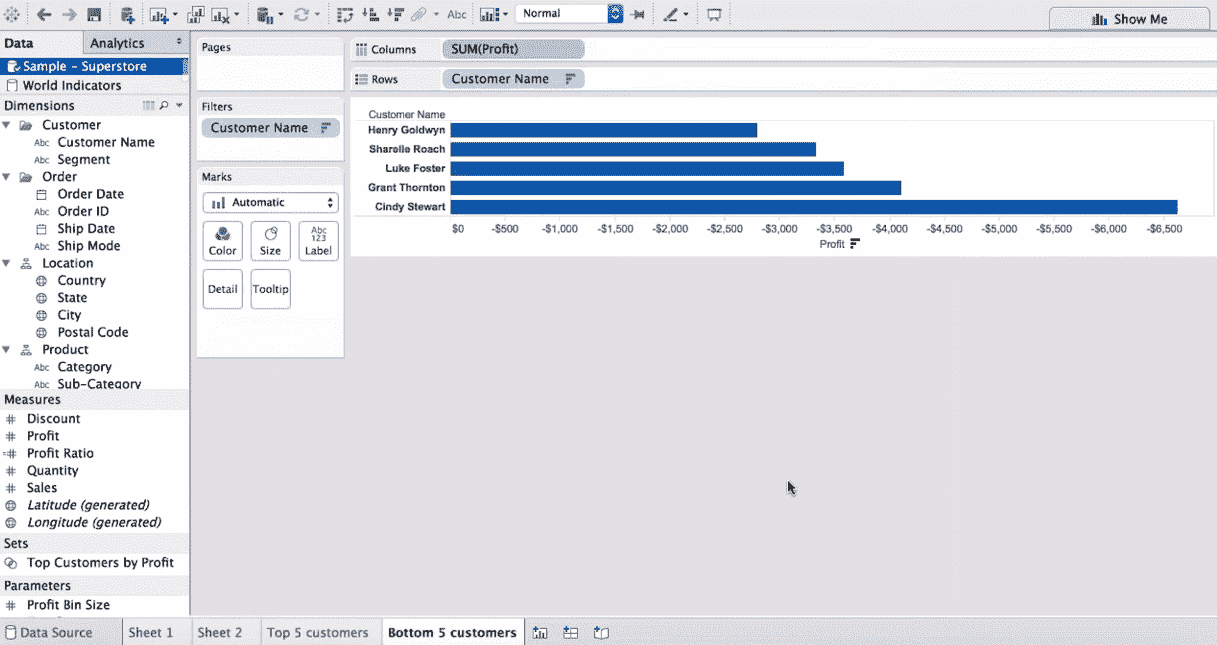 Abc
Normal
Show Me
Data
Analytics
Sample - Superstore
World Indicators
Dimensions
Customer
Abc Customer Name
Abc Segment
Order
Order Date
Abc Order ID
Ship Date
Abc Ship Mode
Location
Country
State
City
Postal Code
Product
Abc Category
Abc Sub-Category
Measures
# Discount
# Profit
=# Profit Ratio
# Quantity
# Sales
Latitude (generated)
Longitude (generated)
Sets
Top Customers by Profit
Parameters
# Profit Bin Size
Pages
Filters
Customer Name
Marks
Automatic
Color
Size
Abc
123
Label
Detail
Tooltip
Columns
SUM(Profit)
Rows
Customer Name
Customer Name
Henry Goldwyn
Sharelle Roach
Luke Foster
Grant Thornton
Cindy Stewart
$0 -$500 -$1,000 -$1,500 -$2,000 -$2,500 -$3,000 -$3,500 -$4,000 -$4,500 -$5,000 -$5,500 -$6,000 -$6,500
Profit
Data Source
Sheet 1
Sheet 2
Top 5 customers
Bottom 5 customers